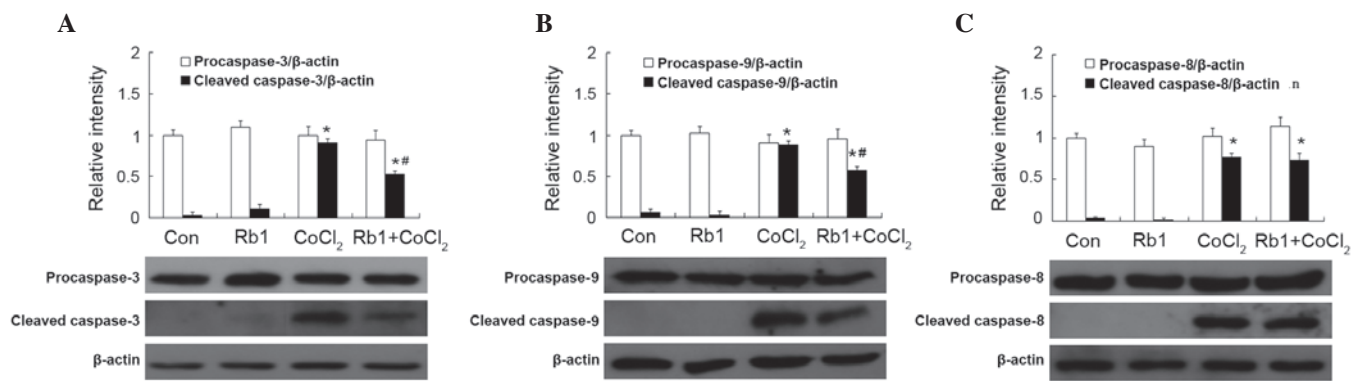 A
2
1.5
1
0.5
0
Relative intensity
Procaspase-3/β-actin
Cleaved caspase-3/β-actin
*
*#
Con Rb1 CoCl2 Rb1+CoCl2
Procaspase-3
Cleaved caspase-3
β-actin
B
2
1.5
1
0.5
0
Relative intensity
Procaspase-9/β-actin
Cleaved caspase-9/β-actin
*
*#
Con Rb1 CoCl2 Rb1+CoCl2
Procaspase-9
Cleaved caspase-9
β-actin
C
2
1.5
1
0.5
0
Relative intensity
Procaspase-8/β-actin
Cleaved caspase-8/β-actin .n
*
*
Con Rb1 CoCl2 Rb1+CoCl2
Procaspase-8
Cleaved caspase-8
β-actin